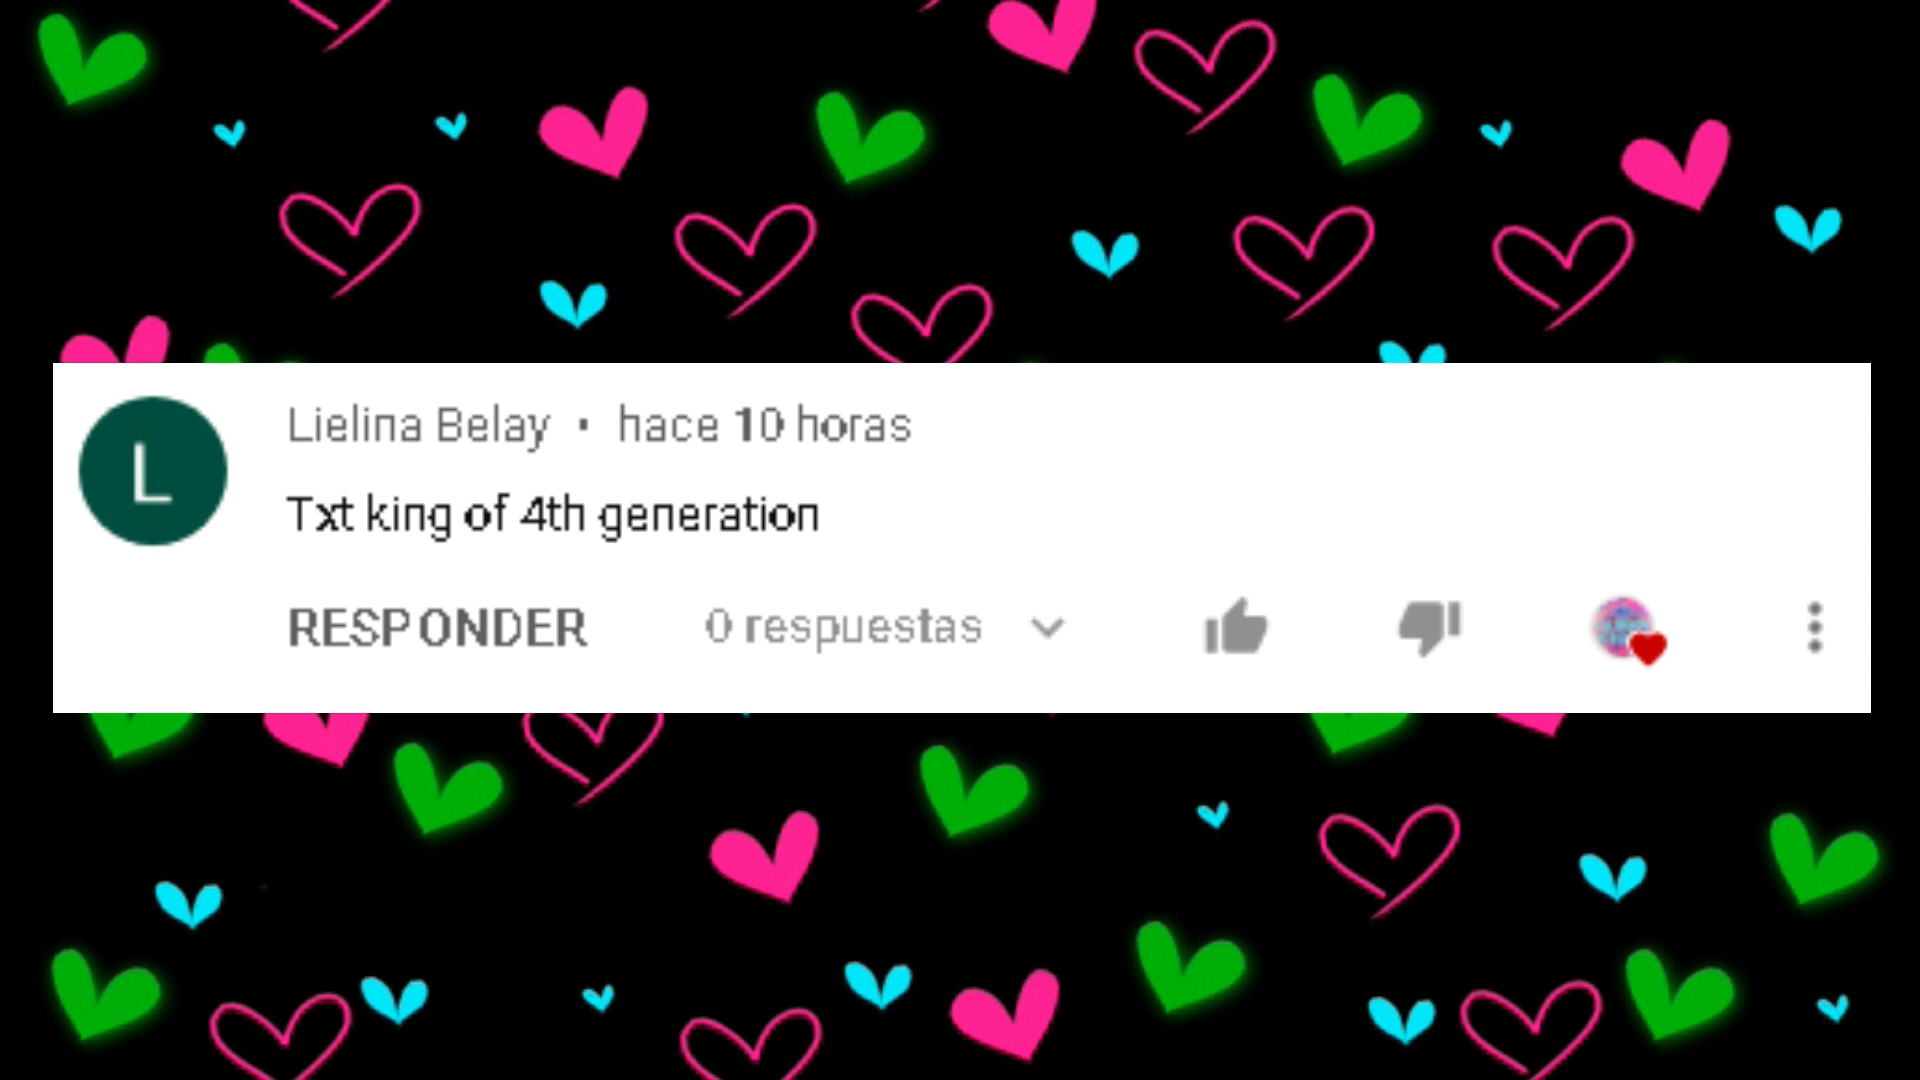 L
Lielina Belay · hace 10 horas
Txt king of 4th generation
RESPONDER 0 respuestas